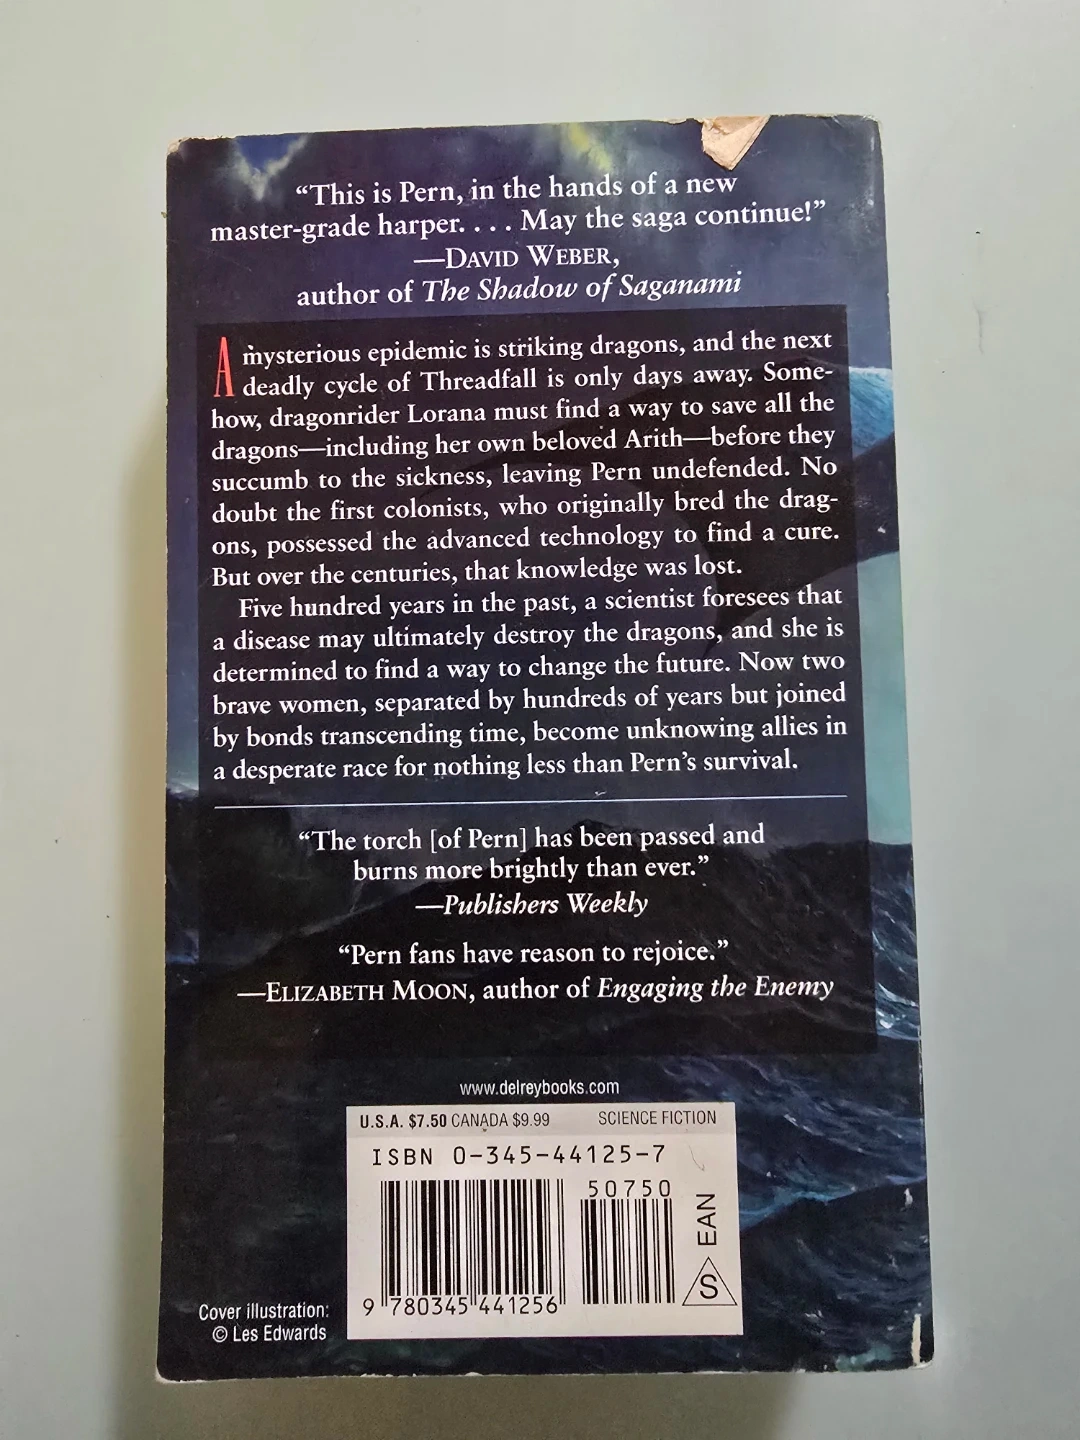 “This is Pern, in the hands of a new
master-grade harper. . . . May the saga continue!”
—DAVID WEBER,
author of The Shadow of Saganami
A mysterious epidemic is striking dragons, and the next
deadly cycle of Threadfall is only days away. Some-
how, dragonrider Lorana must find a way to save all the
dragons—including her own beloved Arith—before they
succumb to the sickness, leaving Pern undefended. No
doubt the first colonists, who originally bred the drag-
ons, possessed the advanced technology to find a cure.
But over the centuries, that knowledge was lost.
Five hundred years in the past, a scientist foresees that
a disease may ultimately destroy the dragons, and she is
determined to find a way to change the future. Now two
brave women, separated by hundreds of years but joined
by bonds transcending time, become unknowing allies in
a desperate race for nothing less than Pern’s survival.
“The torch [of Pern] has been passed and
burns more brightly than ever.”
—Publishers Weekly
“Pern fans have reason to rejoice.”
—ELIZABETH MOON, author of Engaging the Enemy
www.delreybooks.com
U.S.A. $7.50 CANADA $9.99 SCIENCE FICTION
ISBN 0-345-44125-7
50750
EAN
S
9 780345 441256
Cover illustration:
© Les Edwards